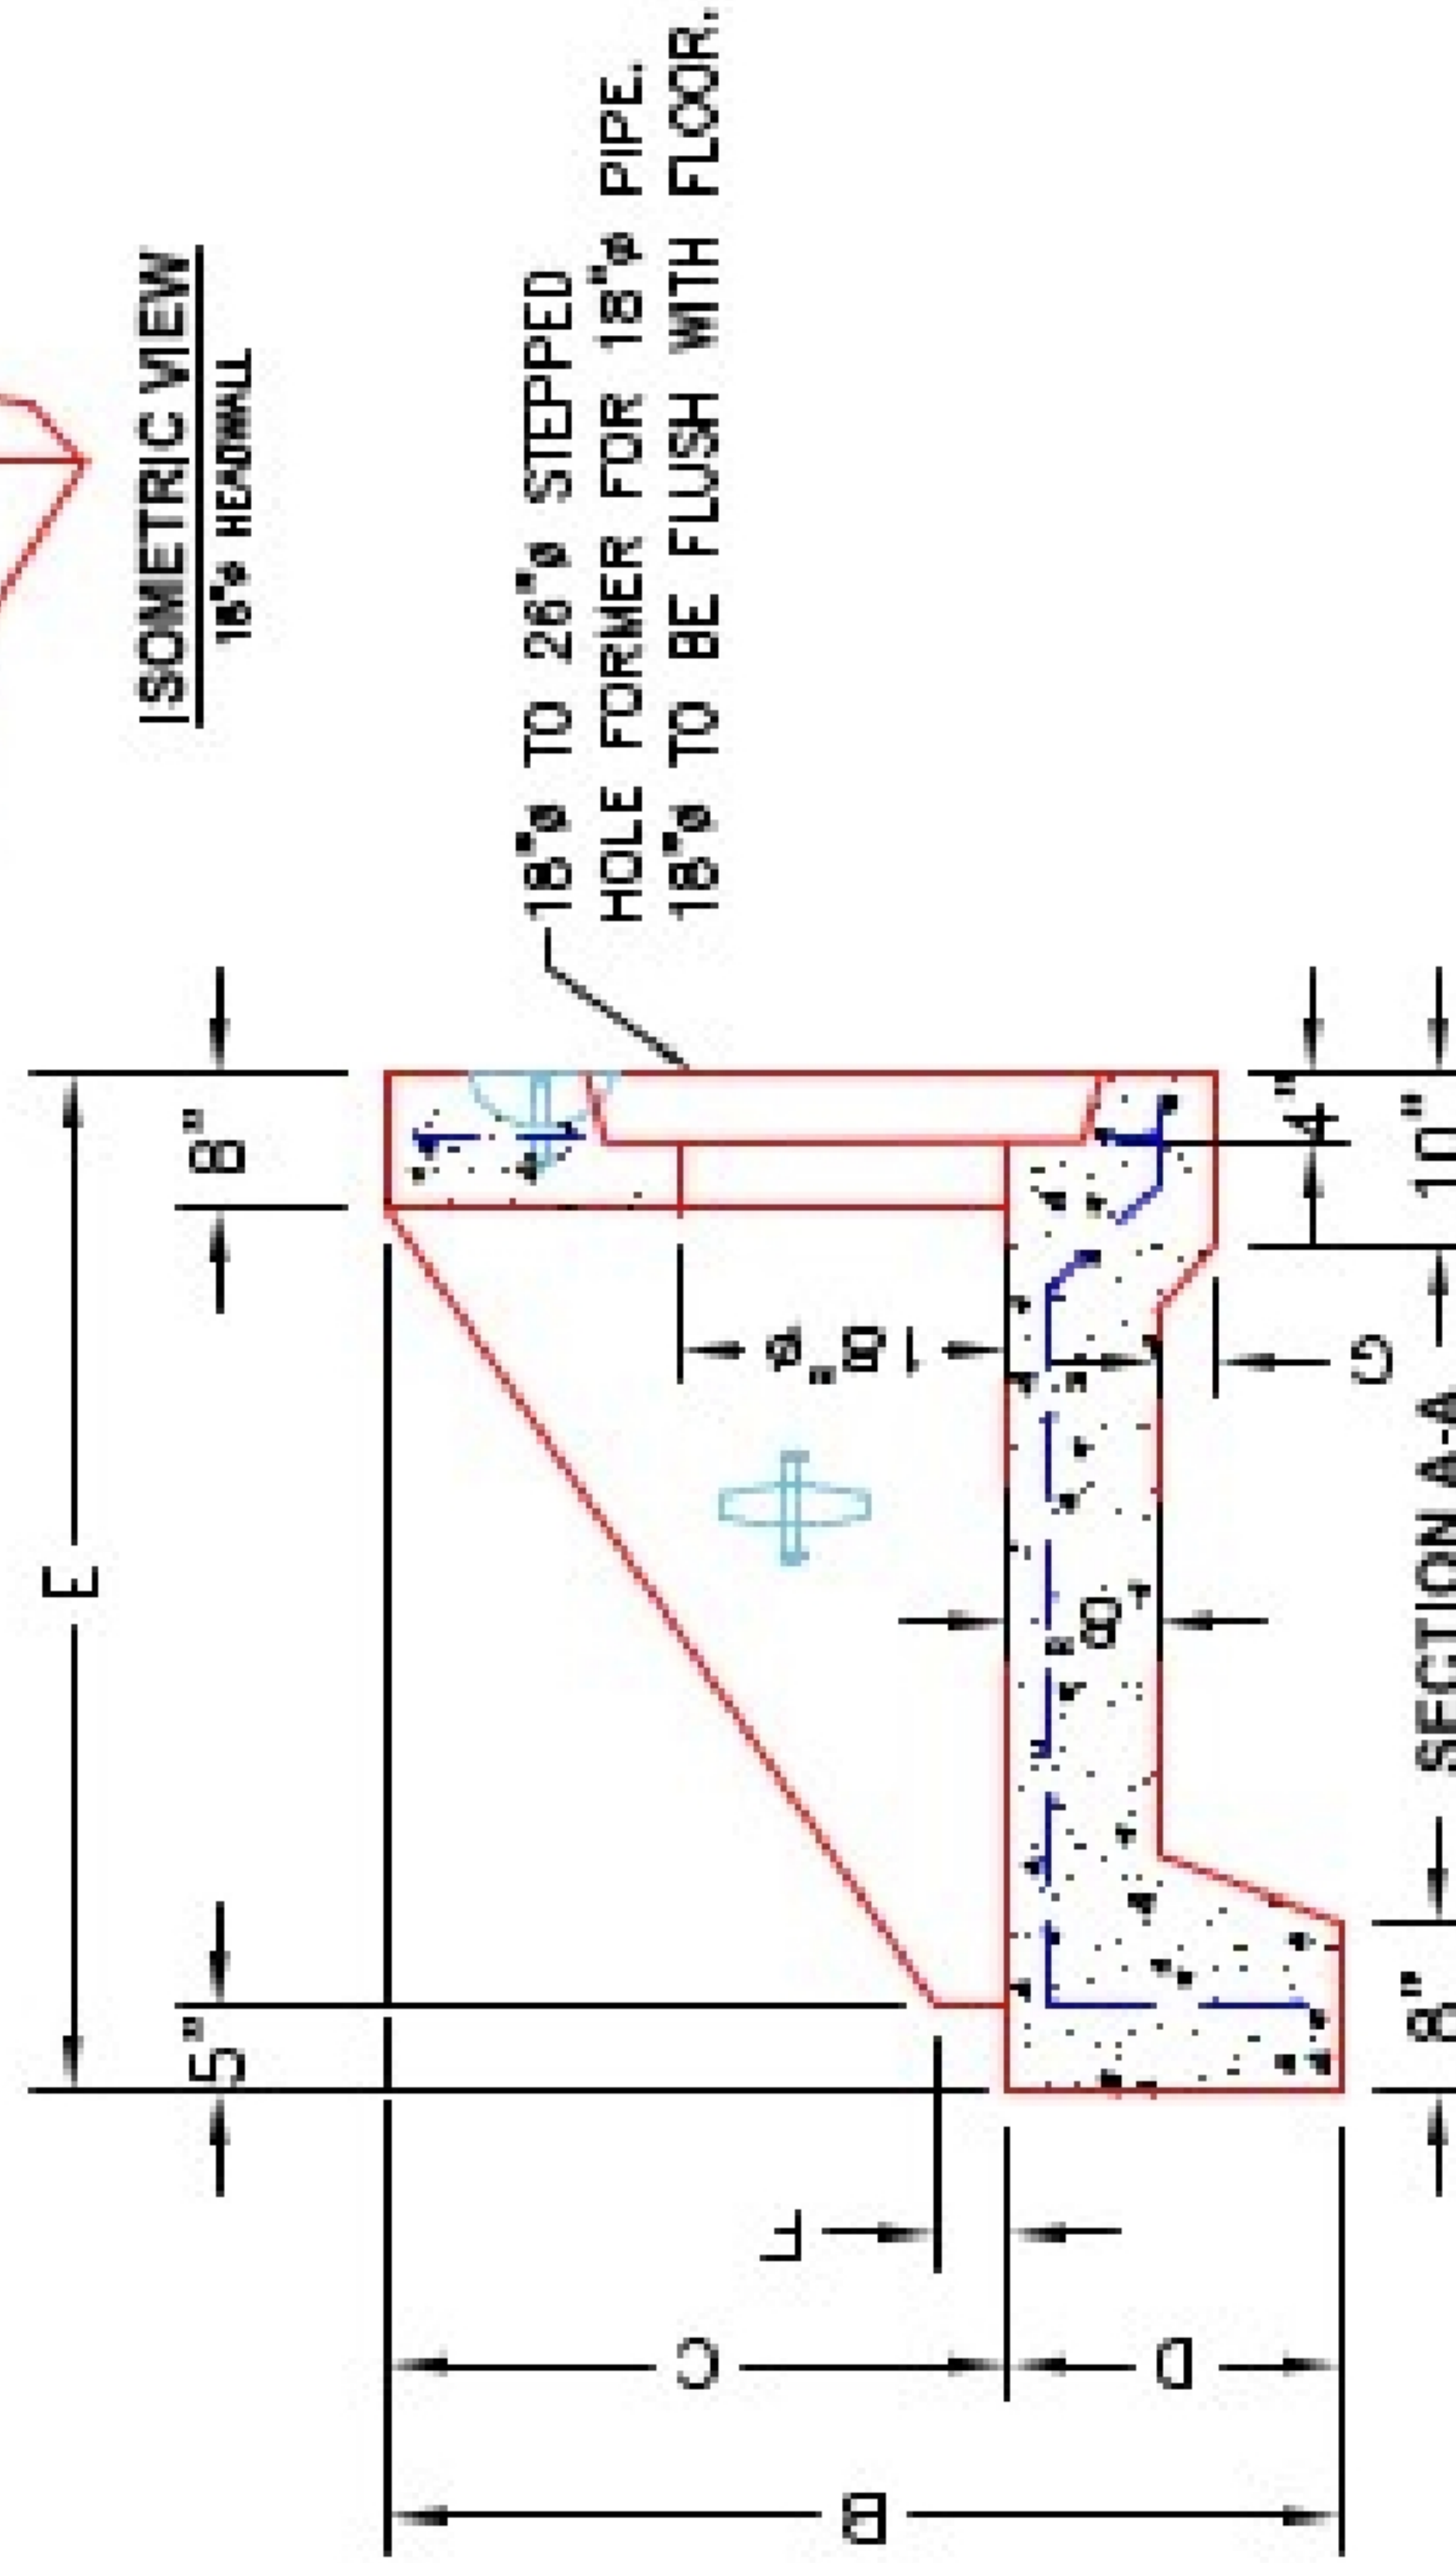 ISOMETRIC VIEW
18"ø HEADWALL
18"ø TO 26"ø STEPPED
HOLE FORMER FOR 18"ø PIPE.
18"ø TO BE FLUSH WITH FLOOR.
E
5"
8"
18"ø
8"
F
C
D
B
G
4"
10"
8"
SECTION A-A